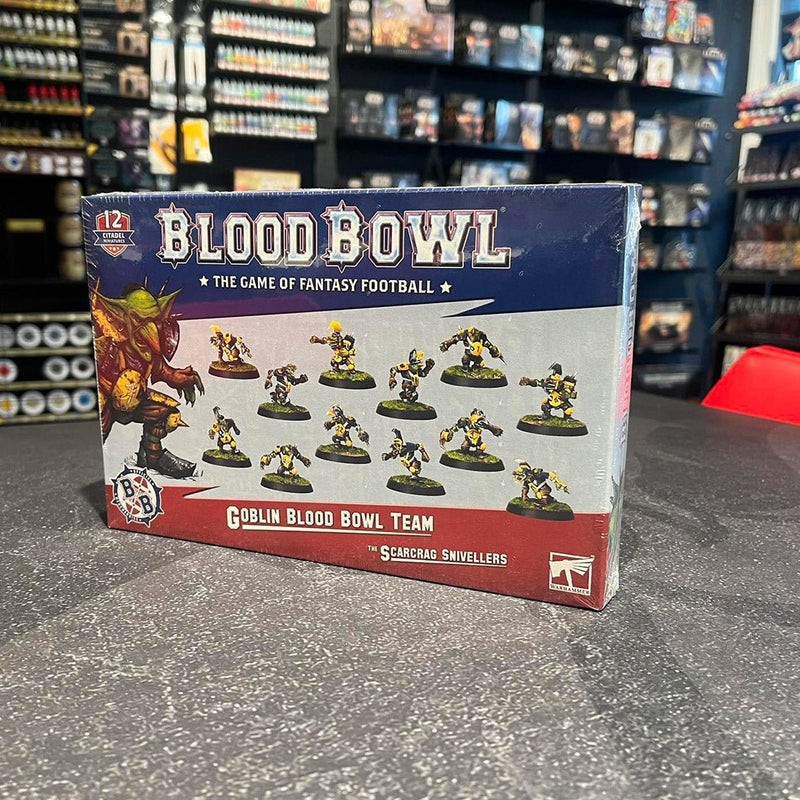 12
CITADEL
MINIATURES
BLOOD BOWL
THE GAME OF FANTASY FOOTBALL
B B
GOBLIN BLOOD BOWL TEAM
THE SCARCRAG SNIVELLERS
WARHAMMER